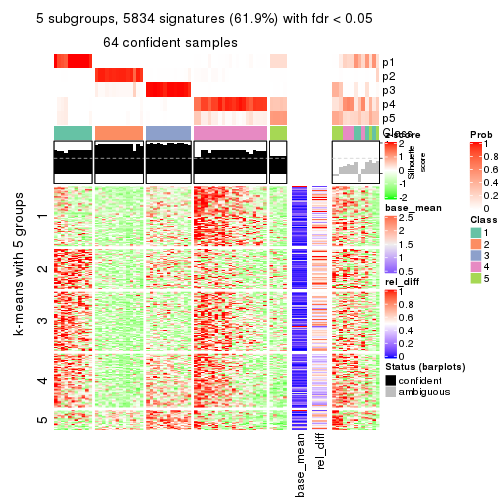 5 subgroups, 5834 signatures (61.9%) with fdr < 0.05
64 confident samples
p1
p2
p3
p4
p5
Class
z-score
2
1
0
-1
-2
Silhouette
score
Prob
1
0.8
0.6
0.4
0.2
0
base_mean
2.5
2
1.5
1
0.5
Class
1
2
3
4
5
rel_diff
1
0.8
0.6
0.4
0.2
0
Status (barplots)
confident
ambiguous
k-means with 5 groups
1
2
3
4
5
base_mean
rel_diff